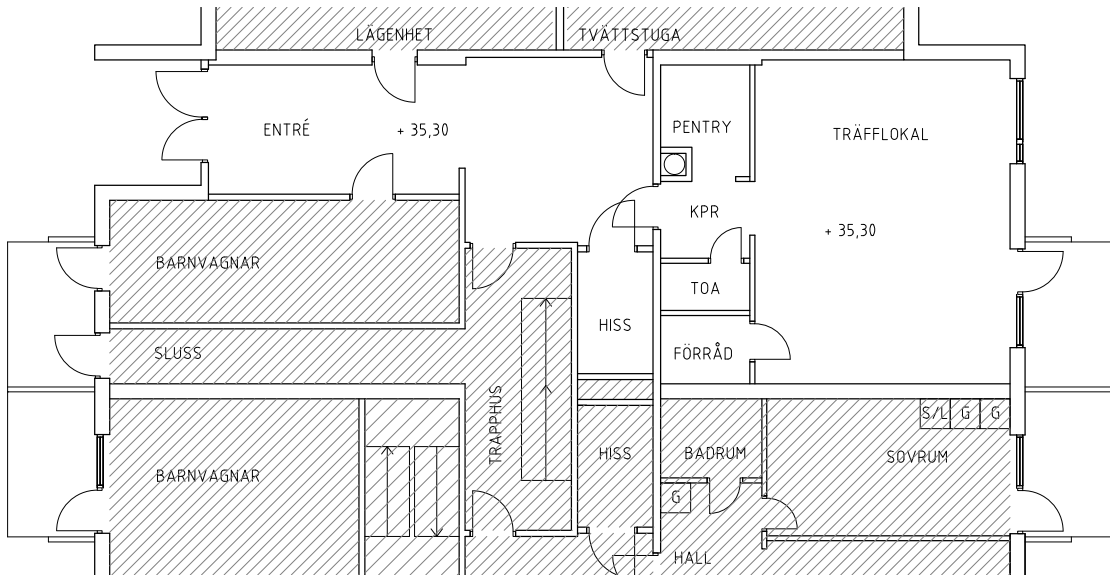 LÄGENHET
TVÄTTSTUGA
ENTRÉ
+ 35,30
PENTRY
TRÄFFLOKAL
KPR
+ 35,30
BARNVAGNAR
TOA
HISS
SLUSS
FÖRRÅD
TRAPPHUS
S/L
G
G
BARNVAGNAR
HISS
BADRUM
SOVRUM
G
HALL